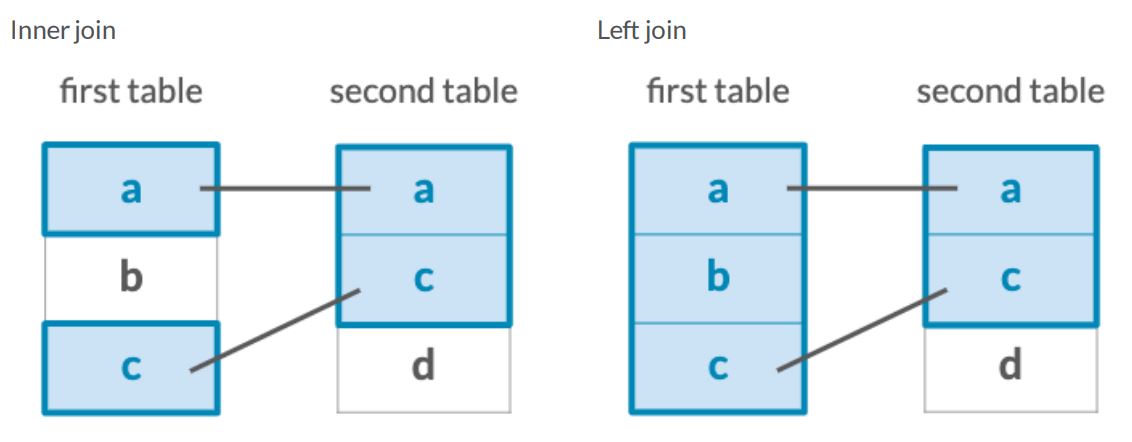 Inner join
first table second table
a a
b c
c d
Left join
first table second table
a a
b c
c d